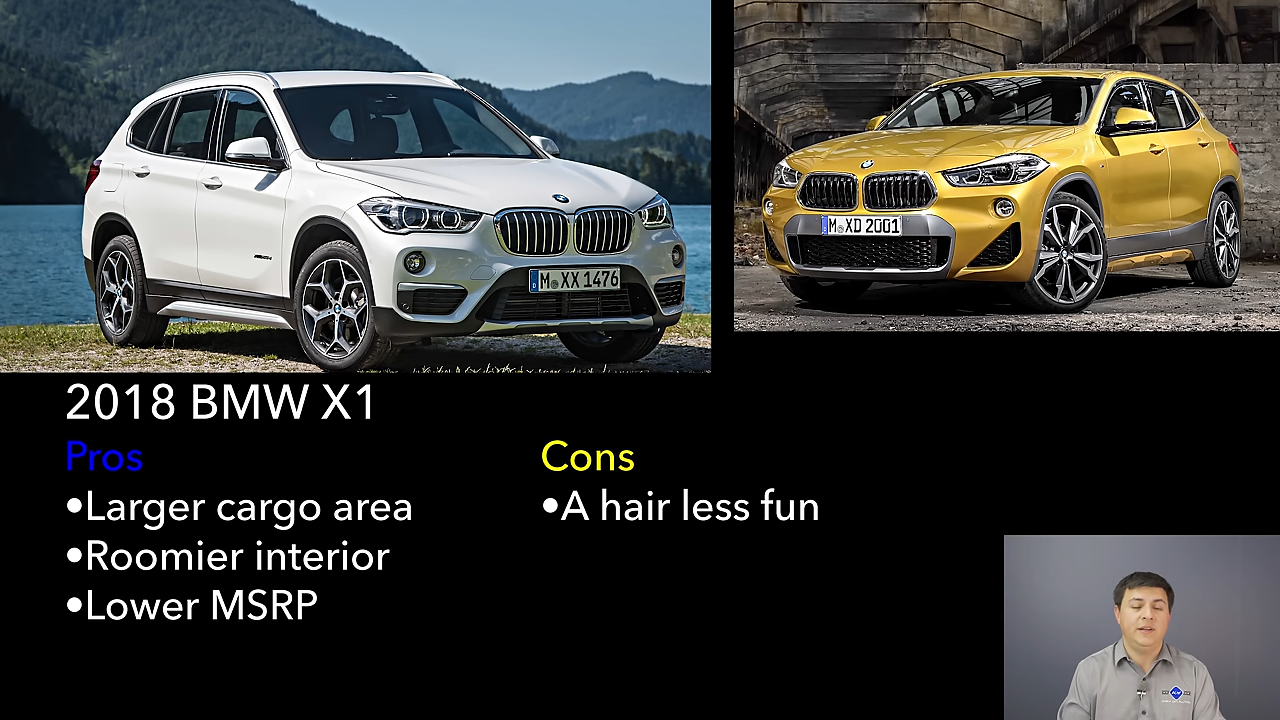 M XX 1476
M XD 2001
2018 BMW X1
Pros
•Larger cargo area
•Roomier interior
•Lower MSRP
Cons
•A hair less fun